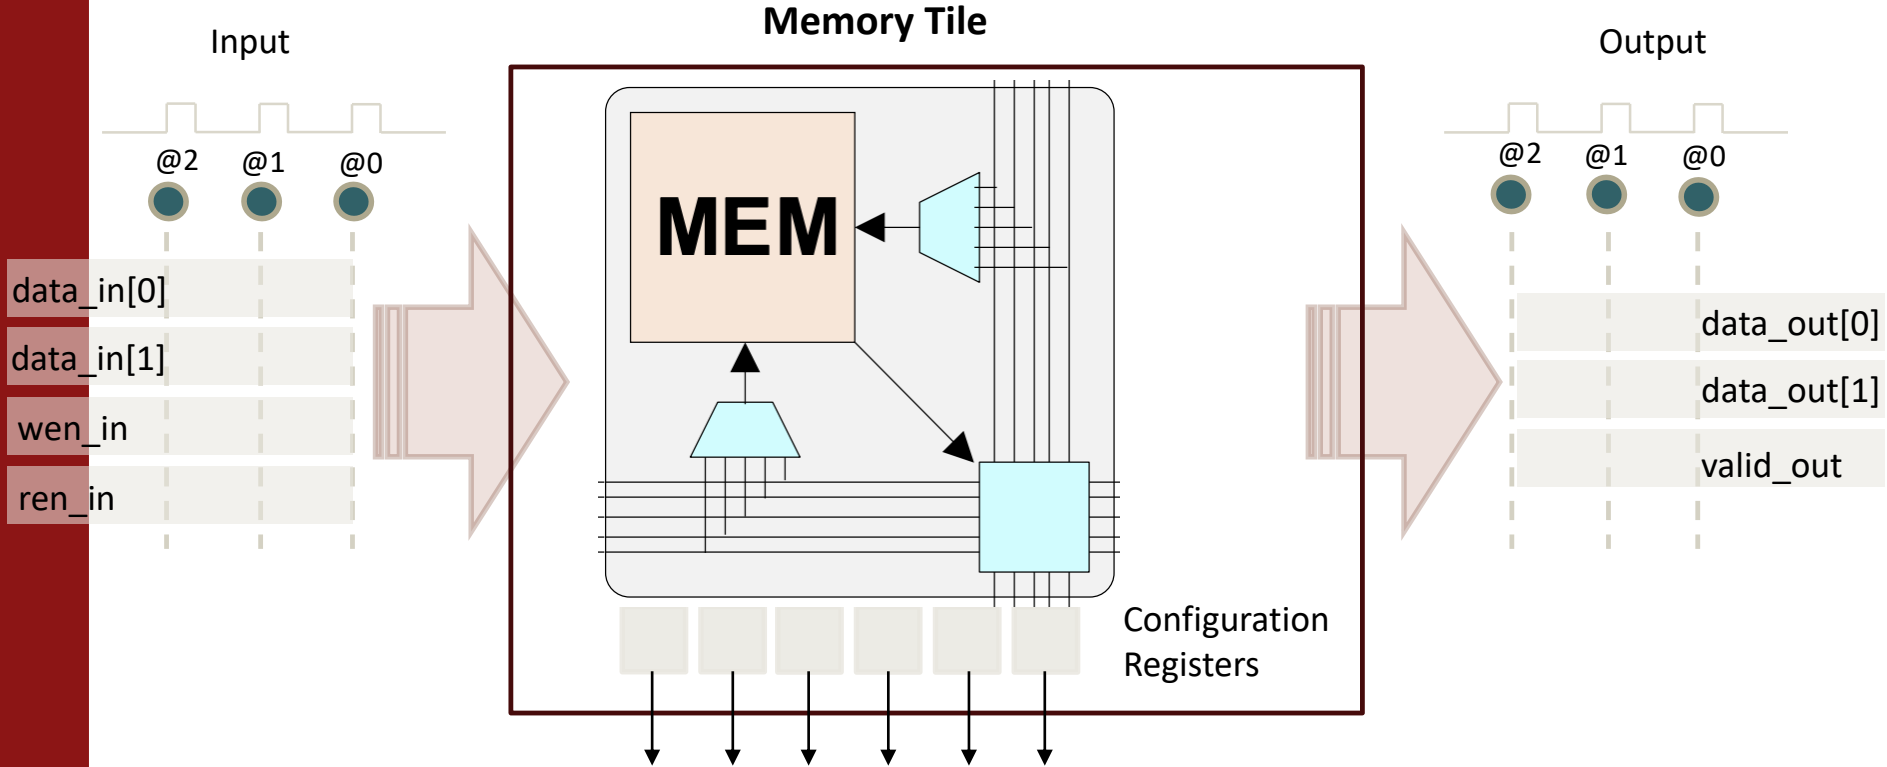 Memory Tile
Input
Output
@2 @1 @0
@2 @1 @0
MEM
data_in[0]
data_in[1]
wen_in
ren_in
data_out[0]
data_out[1]
valid_out
Configuration
Registers